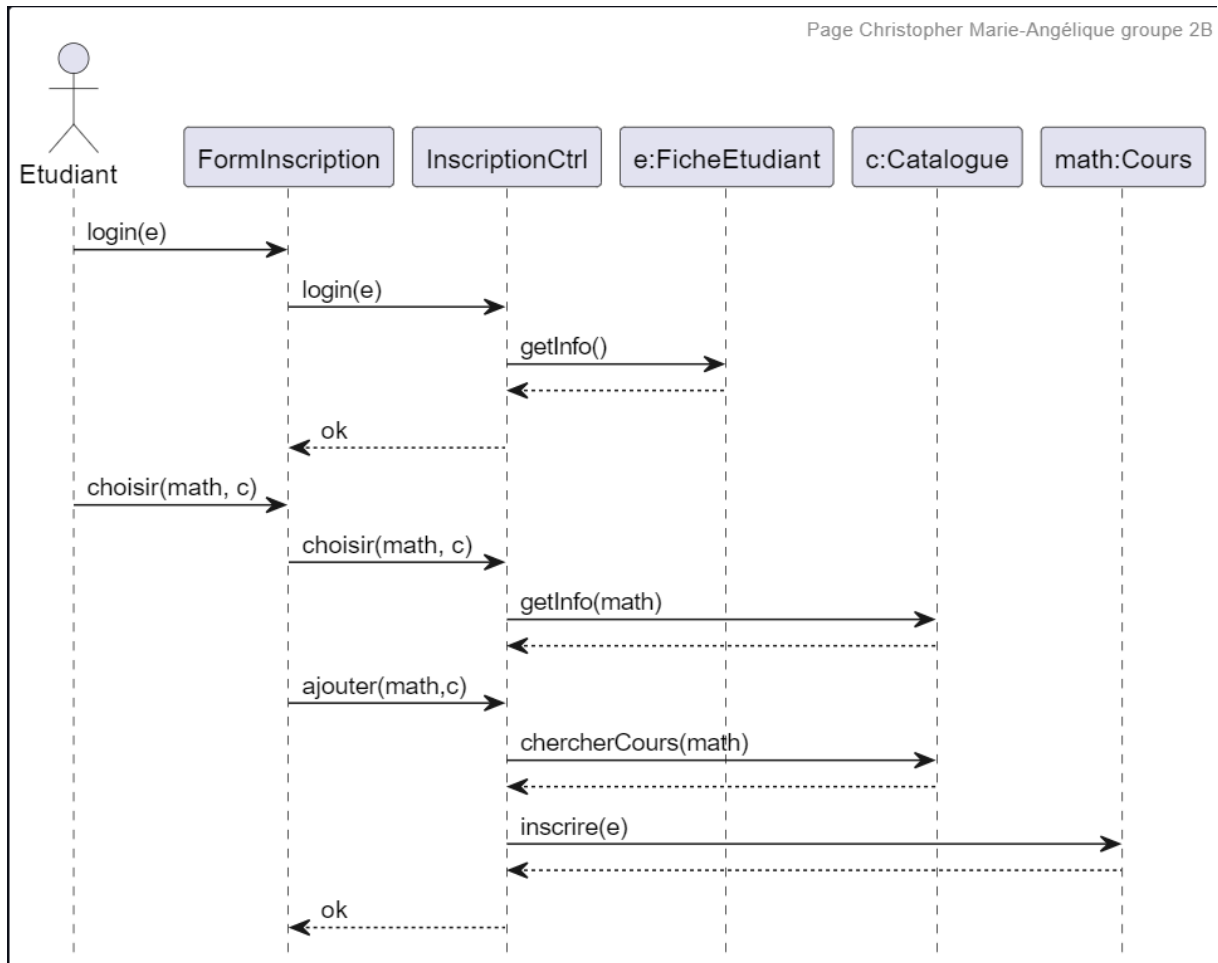 Page Christopher Marie-Angélique groupe 2B
Etudiant
FormInscription
InscriptionCtrl
e:FicheEtudiant
c:Catalogue
math:Cours
login(e)
login(e)
getInfo()
ok
choisir(math, c)
choisir(math, c)
getInfo(math)
ajouter(math,c)
chercherCours(math)
inscrire(e)
ok